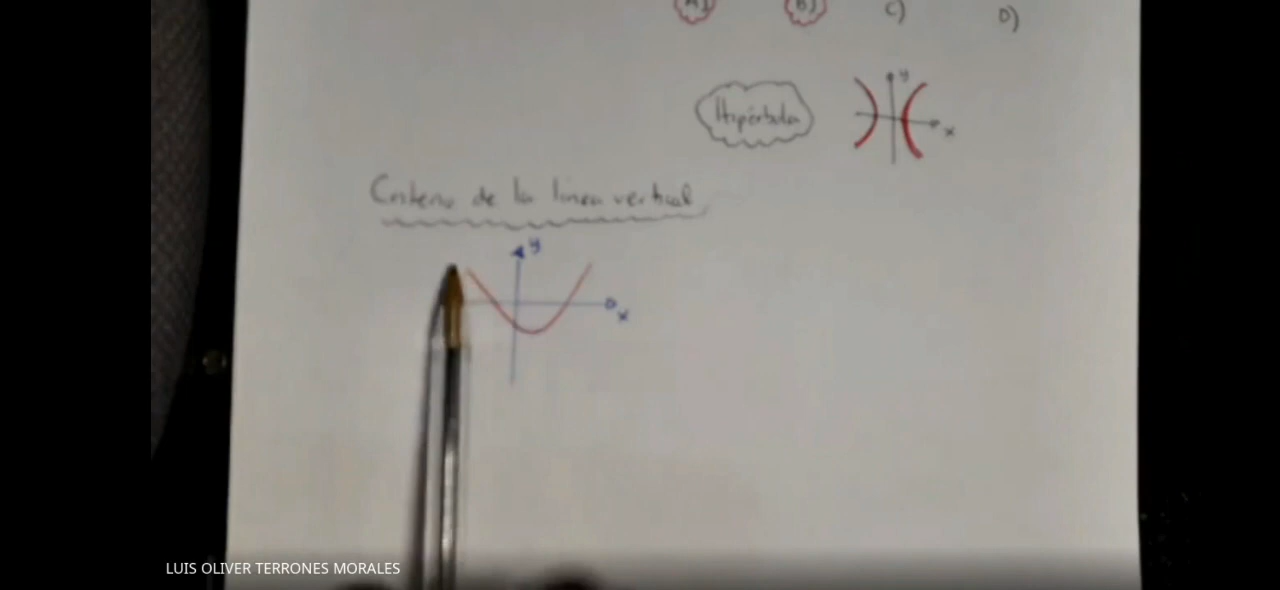 A) B) C) D)
Hipérbola
y
x
Criterio de la línea vertical
y
x
LUIS OLIVER TERRONES MORALES